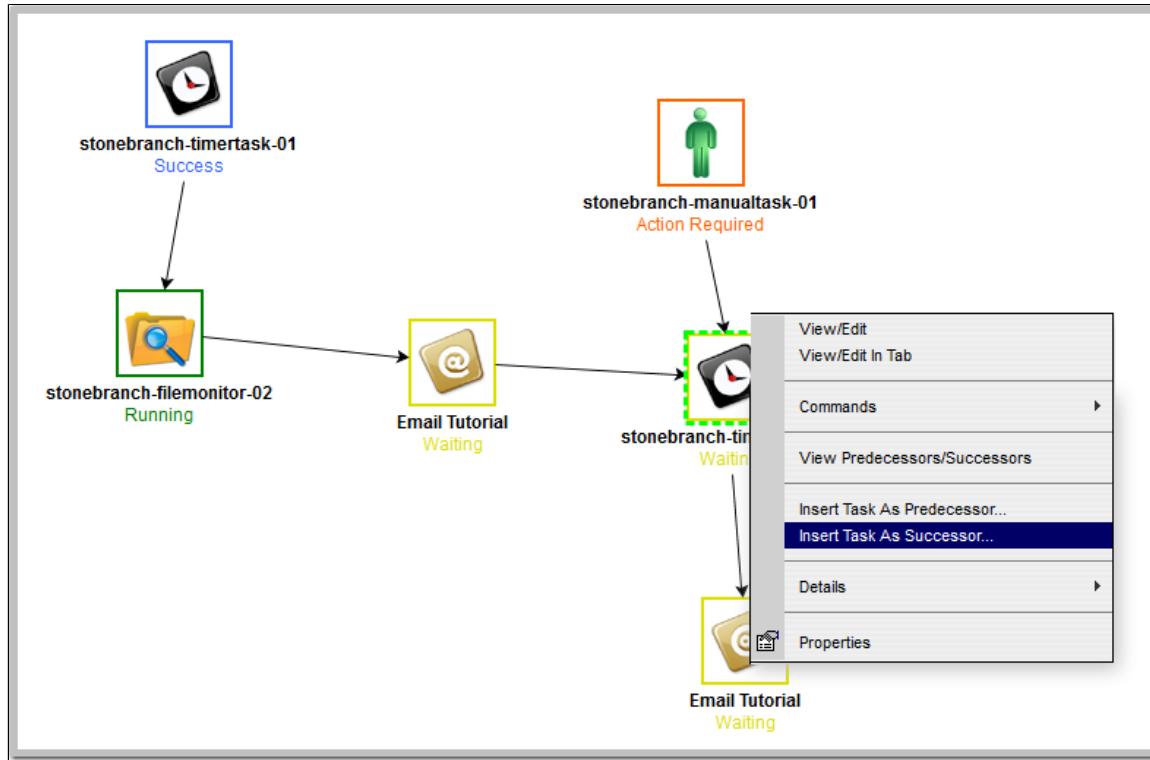 stonebranch-timertask-01
Success
stonebranch-manualtask-01
Action Required
stonebranch-filemonitor-02
Running
Email Tutorial
Waiting
View/Edit
View/Edit In Tab
Commands
View Predecessors/Successors
Insert Task As Predecessor...
Insert Task As Successor...
Details
Properties
Email Tutorial
Waiting